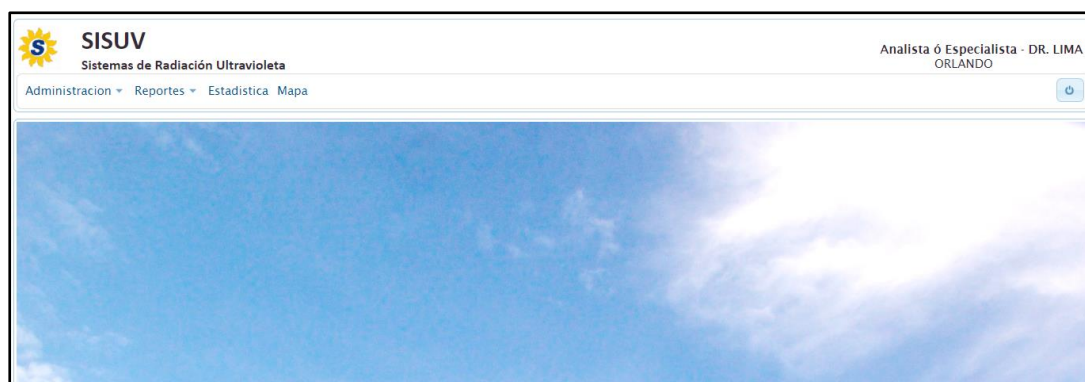 S
SISUV
Sistemas de Radiación Ultravioleta
Analista ó Especialista - DR. LIMA
ORLANDO
Administracion Reportes Estadistica Mapa